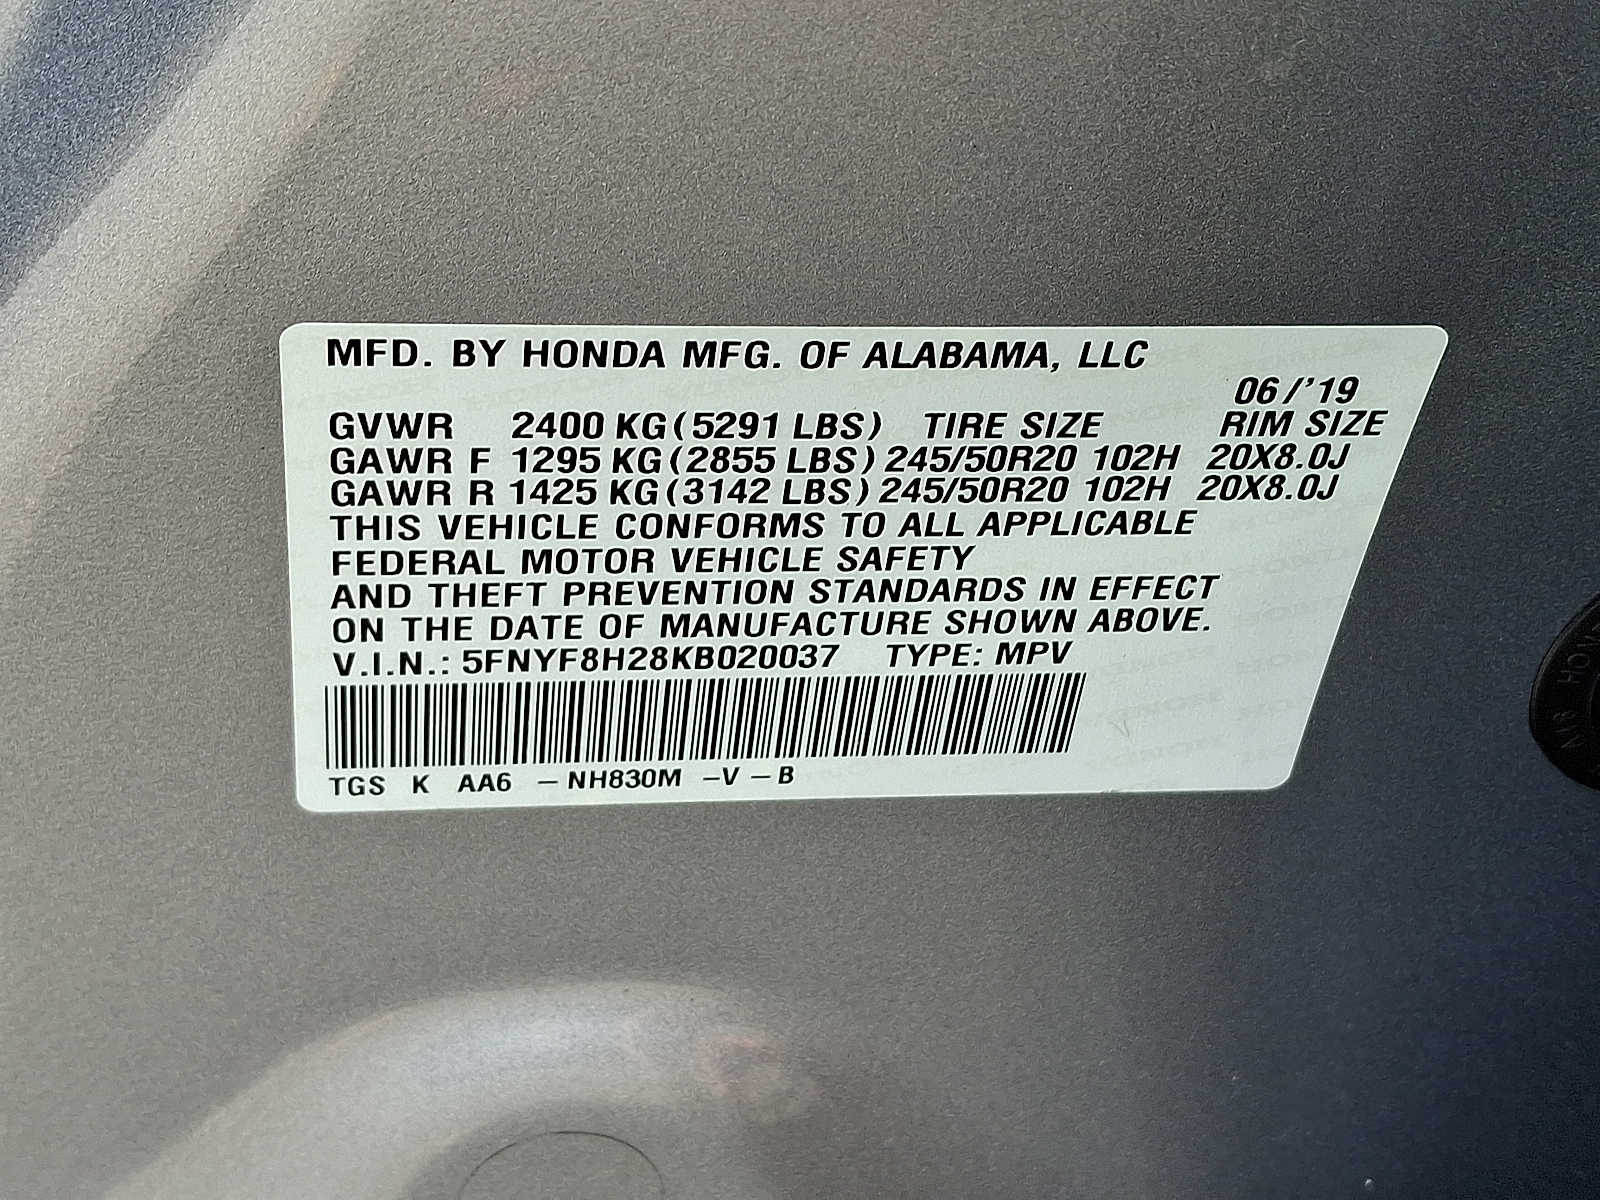 MFD. BY HONDA MFG. OF ALABAMA, LLC
06/'19
GVWR 2400 KG (5291 LBS) TIRE SIZE RIM SIZE
GAWR F 1295 KG (2855 LBS) 245/50R20 102H 20X8.0J
GAWR R 1425 KG (3142 LBS) 245/50R20 102H 20X8.0J
THIS VEHICLE CONFORMS TO ALL APPLICABLE
FEDERAL MOTOR VEHICLE SAFETY
AND THEFT PREVENTION STANDARDS IN EFFECT
ON THE DATE OF MANUFACTURE SHOWN ABOVE.
V.I.N.: 5FNYF8H28KB020037 TYPE: MPV
TGS K AA6 -NH830M -V-B